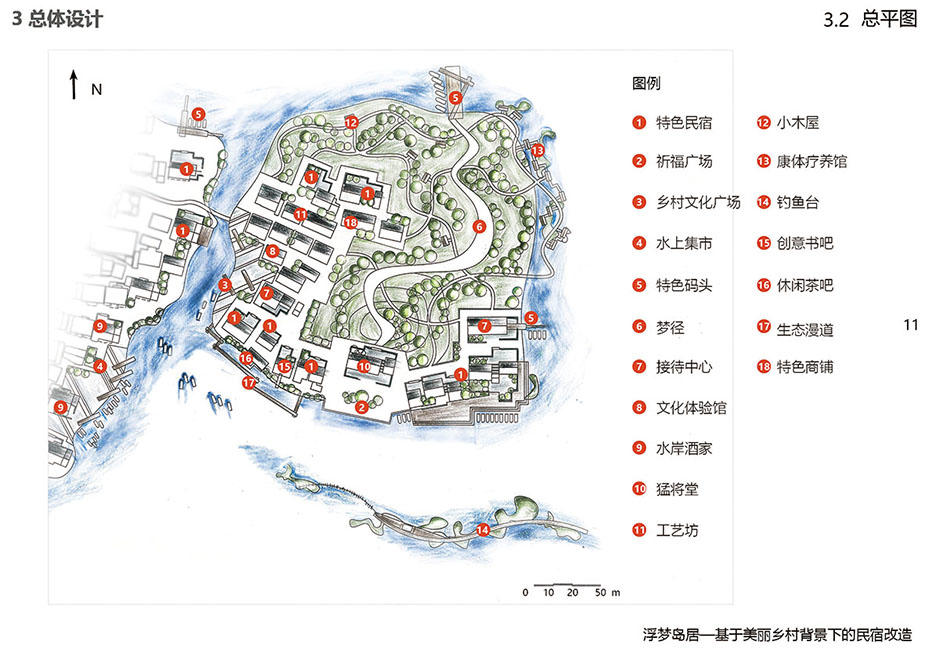 3 总体设计
3.2 总平图
N
图例
1 特色民宿
2 祈福广场
3 乡村文化广场
4 水上集市
5 特色码头
6 梦径
7 接待中心
8 文化体验馆
9 水岸酒家
10 猛将堂
11 工艺坊
12 小木屋
13 康体疗养馆
14 钓鱼台
15 创意书吧
16 休闲茶吧
17 生态漫道
18 特色商铺
11
5
5
12
13
1
1
1
11
18
6
1
8
3
7
1
1
5
7
9
16
15
1
10
1
4
17
2
9
14
0 10 20 50 m
浮梦岛居—基于美丽乡村背景下的民宿改造